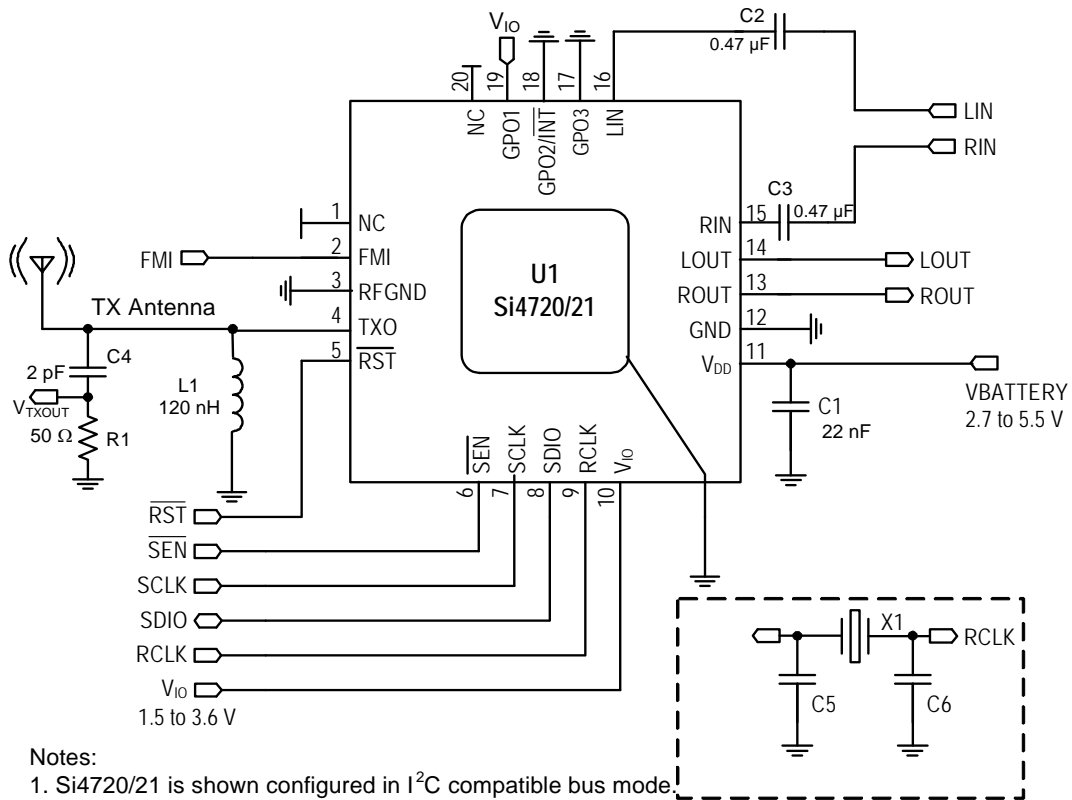 V_IO
C2
0.47 µF
20
19
18
17
16
NC
GPO1
GPO2/INT
GPO3
LIN
LIN
RIN
C3
0.47 µF
1
NC
2
FMI
FMI
3
RFGND
4
TXO
5
RST
TX Antenna
U1
Si4720/21
RIN
15
LOUT
14
LOUT
ROUT
13
ROUT
GND
12
V_DD
11
VBATTERY
2.7 to 5.5 V
C1
22 nF
C4
2 pF
V_TXOUT
50 Ω
R1
L1
120 nH
SEN
SCLK
SDIO
RCLK
V_IO
6
7
8
9
10
RST
SEN
SCLK
SDIO
RCLK
V_IO
1.5 to 3.6 V
X1
RCLK
C5
C6
Notes:
1. Si4720/21 is shown configured in I²C compatible bus mode.